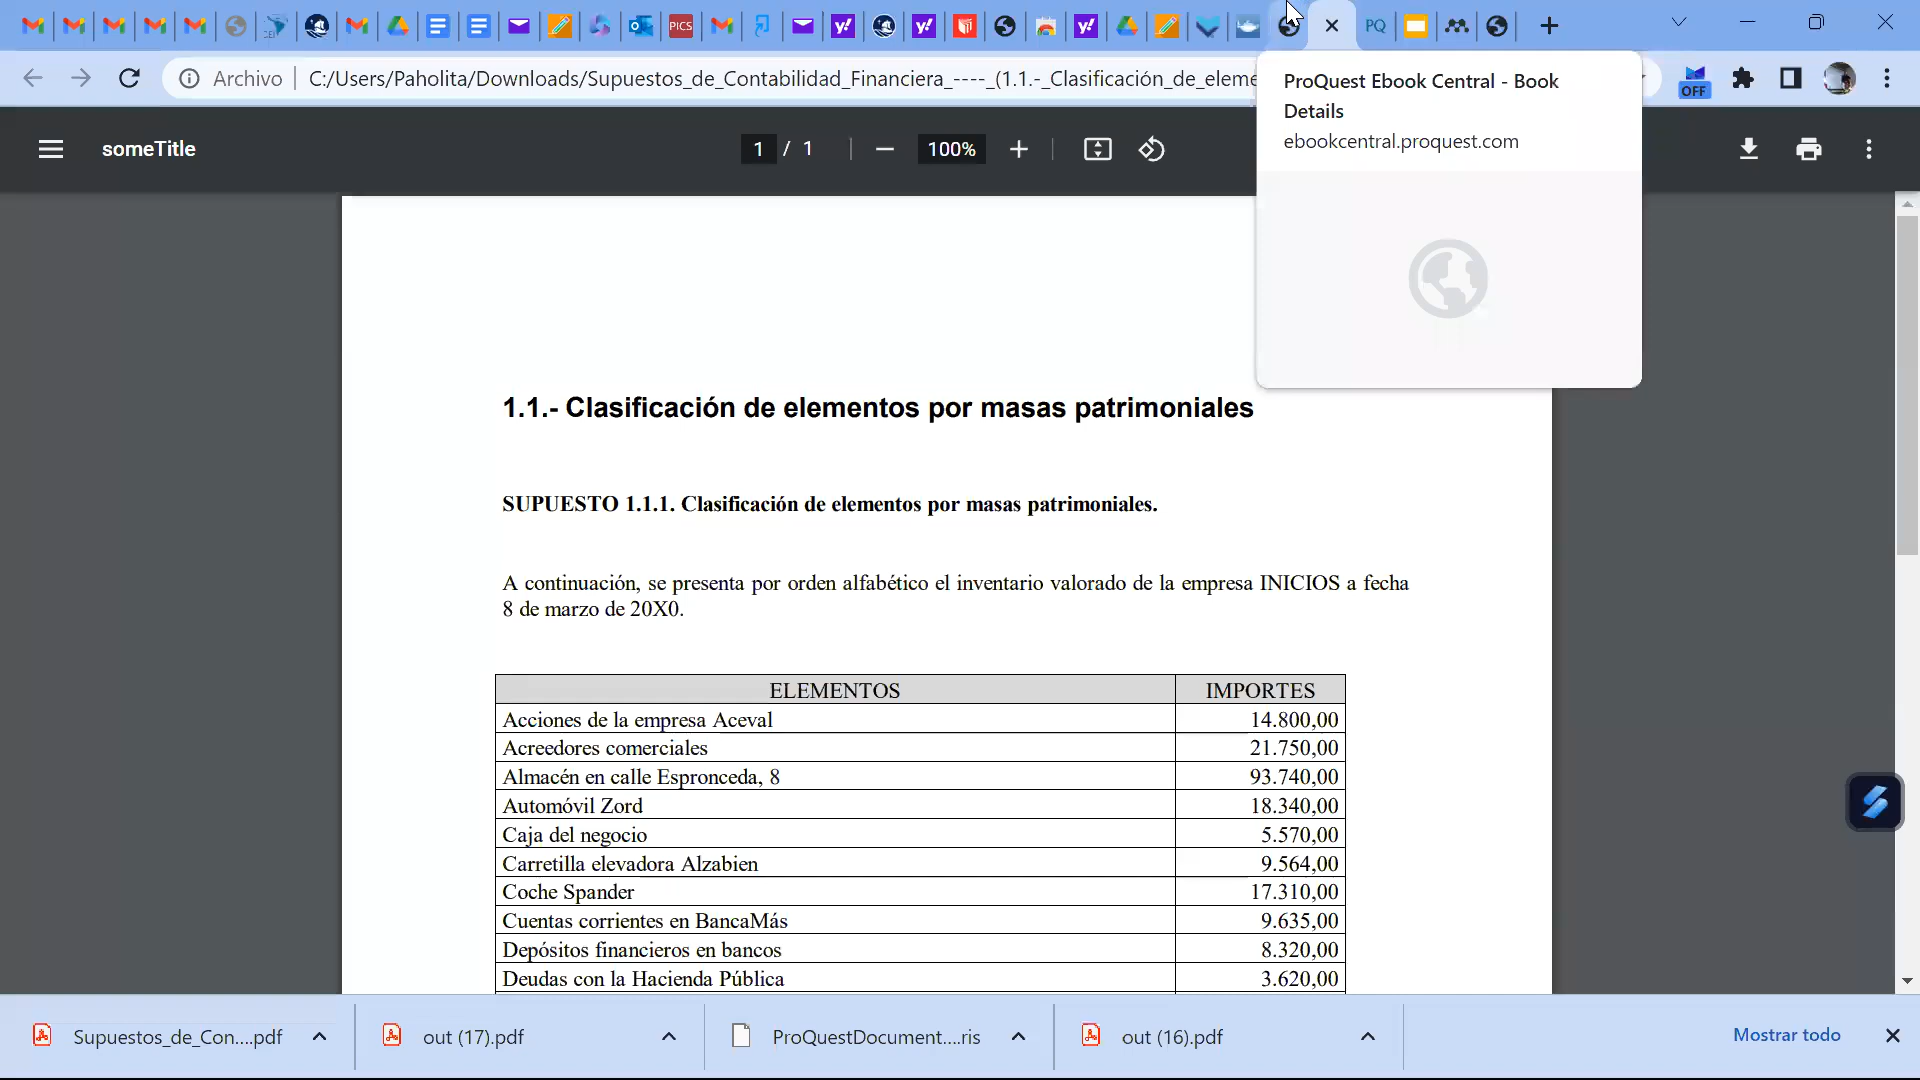 PICS
PQ
Archivo
C:/Users/Paholita/Downloads/Supuestos_de_Contabilidad_Financiera_----_(1.1.-_Clasificación_de_eleme
OFF
ProQuest Ebook Central - Book
Details
ebookcentral.proquest.com
someTitle
1 / 1
100%
1.1.- Clasificación de elementos por masas patrimoniales
SUPUESTO 1.1.1. Clasificación de elementos por masas patrimoniales.
A continuación, se presenta por orden alfabético el inventario valorado de la empresa INICIOS a fecha
8 de marzo de 20X0.
ELEMENTOS IMPORTES
Acciones de la empresa Aceval 14.800,00
Acreedores comerciales 21.750,00
Almacén en calle Espronceda, 8 93.740,00
Automóvil Zord 18.340,00
Caja del negocio 5.570,00
Carretilla elevadora Alzabien 9.564,00
Coche Spander 17.310,00
Cuentas corrientes en BancaMás 9.635,00
Depósitos financieros en bancos 8.320,00
Deudas con la Hacienda Pública 3.620,00
Supuestos_de_Con....pdf
out (17).pdf
ProQuestDocument....ris
out (16).pdf
Mostrar todo